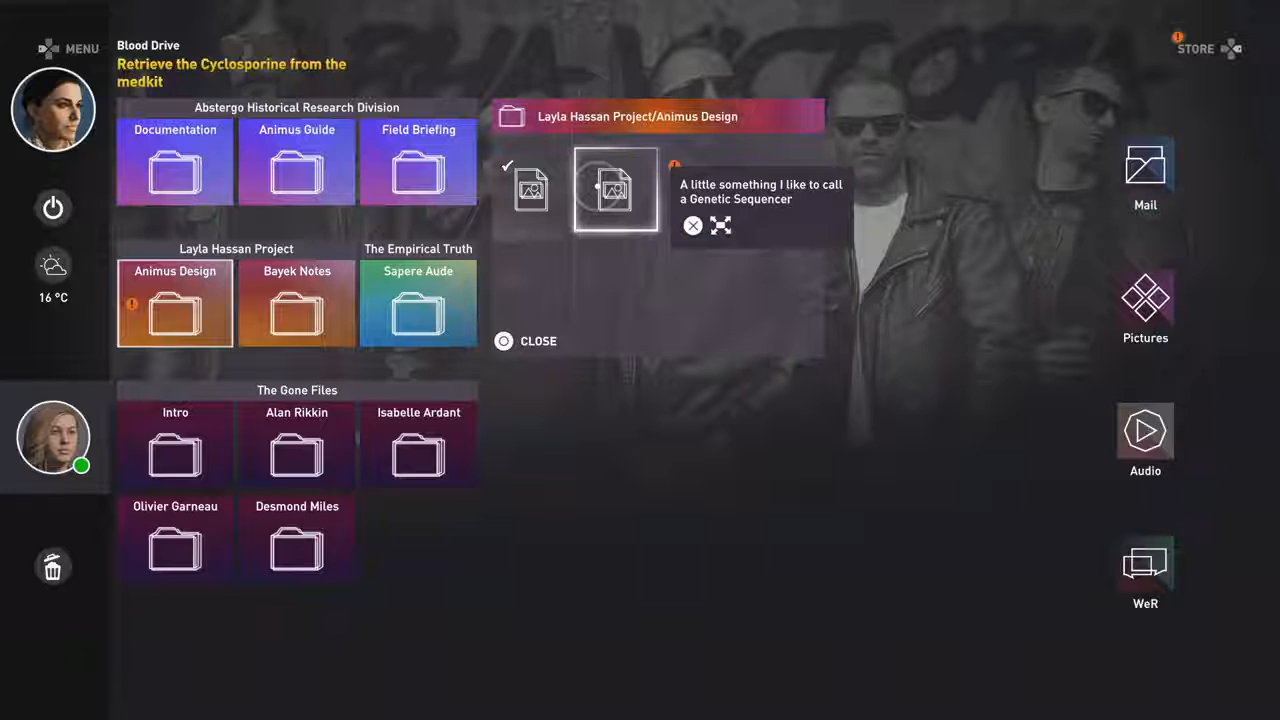 MENU
Blood Drive
Retrieve the Cyclosporine from the
medkit
STORE
Abstergo Historical Research Division
Documentation
Animus Guide
Field Briefing
Layla Hassan Project/Animus Design
A little something I like to call
a Genetic Sequencer
Mail
Layla Hassan Project
The Empirical Truth
Animus Design
Bayek Notes
Sapere Aude
16 °C
CLOSE
Pictures
The Gone Files
Intro
Alan Rikkin
Isabelle Ardant
Audio
Olivier Garneau
Desmond Miles
WeR